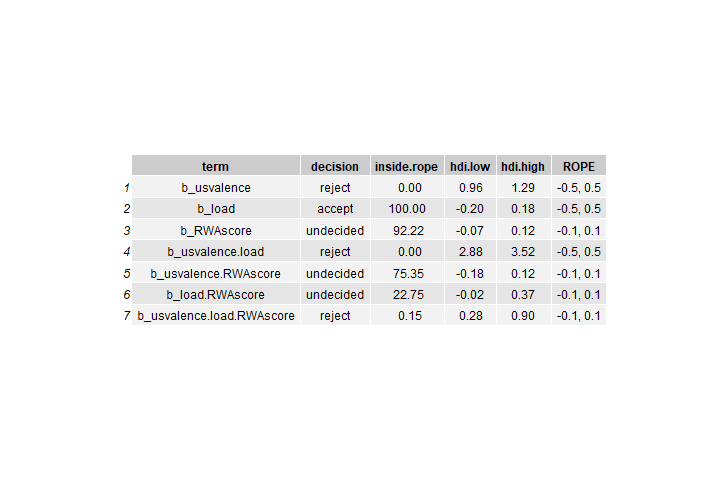 term decision inside.rope hdi.low hdi.high ROPE
1 b_usvalence reject 0.00 0.96 1.29 -0.5, 0.5
2 b_load accept 100.00 -0.20 0.18 -0.5, 0.5
3 b_RWAscore undecided 92.22 -0.07 0.12 -0.1, 0.1
4 b_usvalence.load reject 0.00 2.88 3.52 -0.5, 0.5
5 b_usvalence.RWAscore undecided 75.35 -0.18 0.12 -0.1, 0.1
6 b_load.RWAscore undecided 22.75 -0.02 0.37 -0.1, 0.1
7 b_usvalence.load.RWAscore reject 0.15 0.28 0.90 -0.1, 0.1